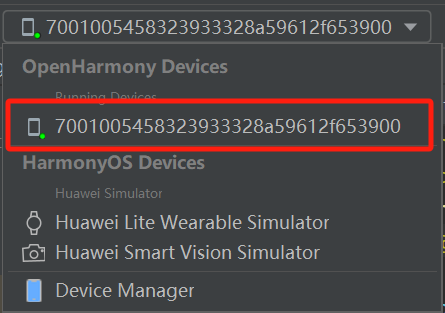 7001005458323933328a59612f653900
OpenHarmony Devices
Running Devices
7001005458323933328a59612f653900
HarmonyOS Devices
Huawei Simulator
Huawei Lite Wearable Simulator
Huawei Smart Vision Simulator
Device Manager